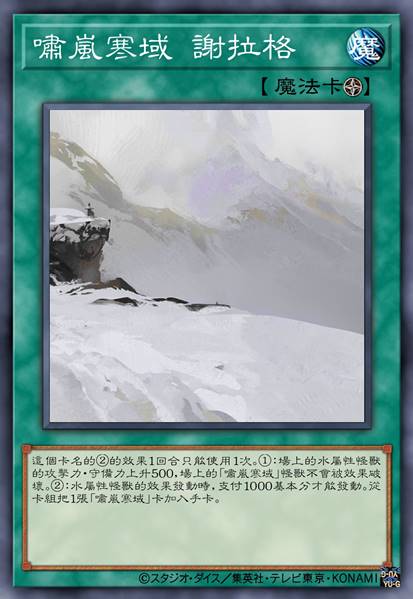 嘯嵐寒域 謝拉格
魔
【魔法卡】
這個卡名的②的效果1回合只能使用1次。①：場上的水屬性怪獸
的攻擊力・守備力上升500，場上的「嘯嵐寒域」怪獸不會被效果破
壞。②：水屬性怪獸的效果發動時，支付1000基本分才能發動。從
卡組把1張「嘯嵐寒域」卡加入手卡。
©スタジオ・ダイス／集英社・テレビ東京・KONAMI